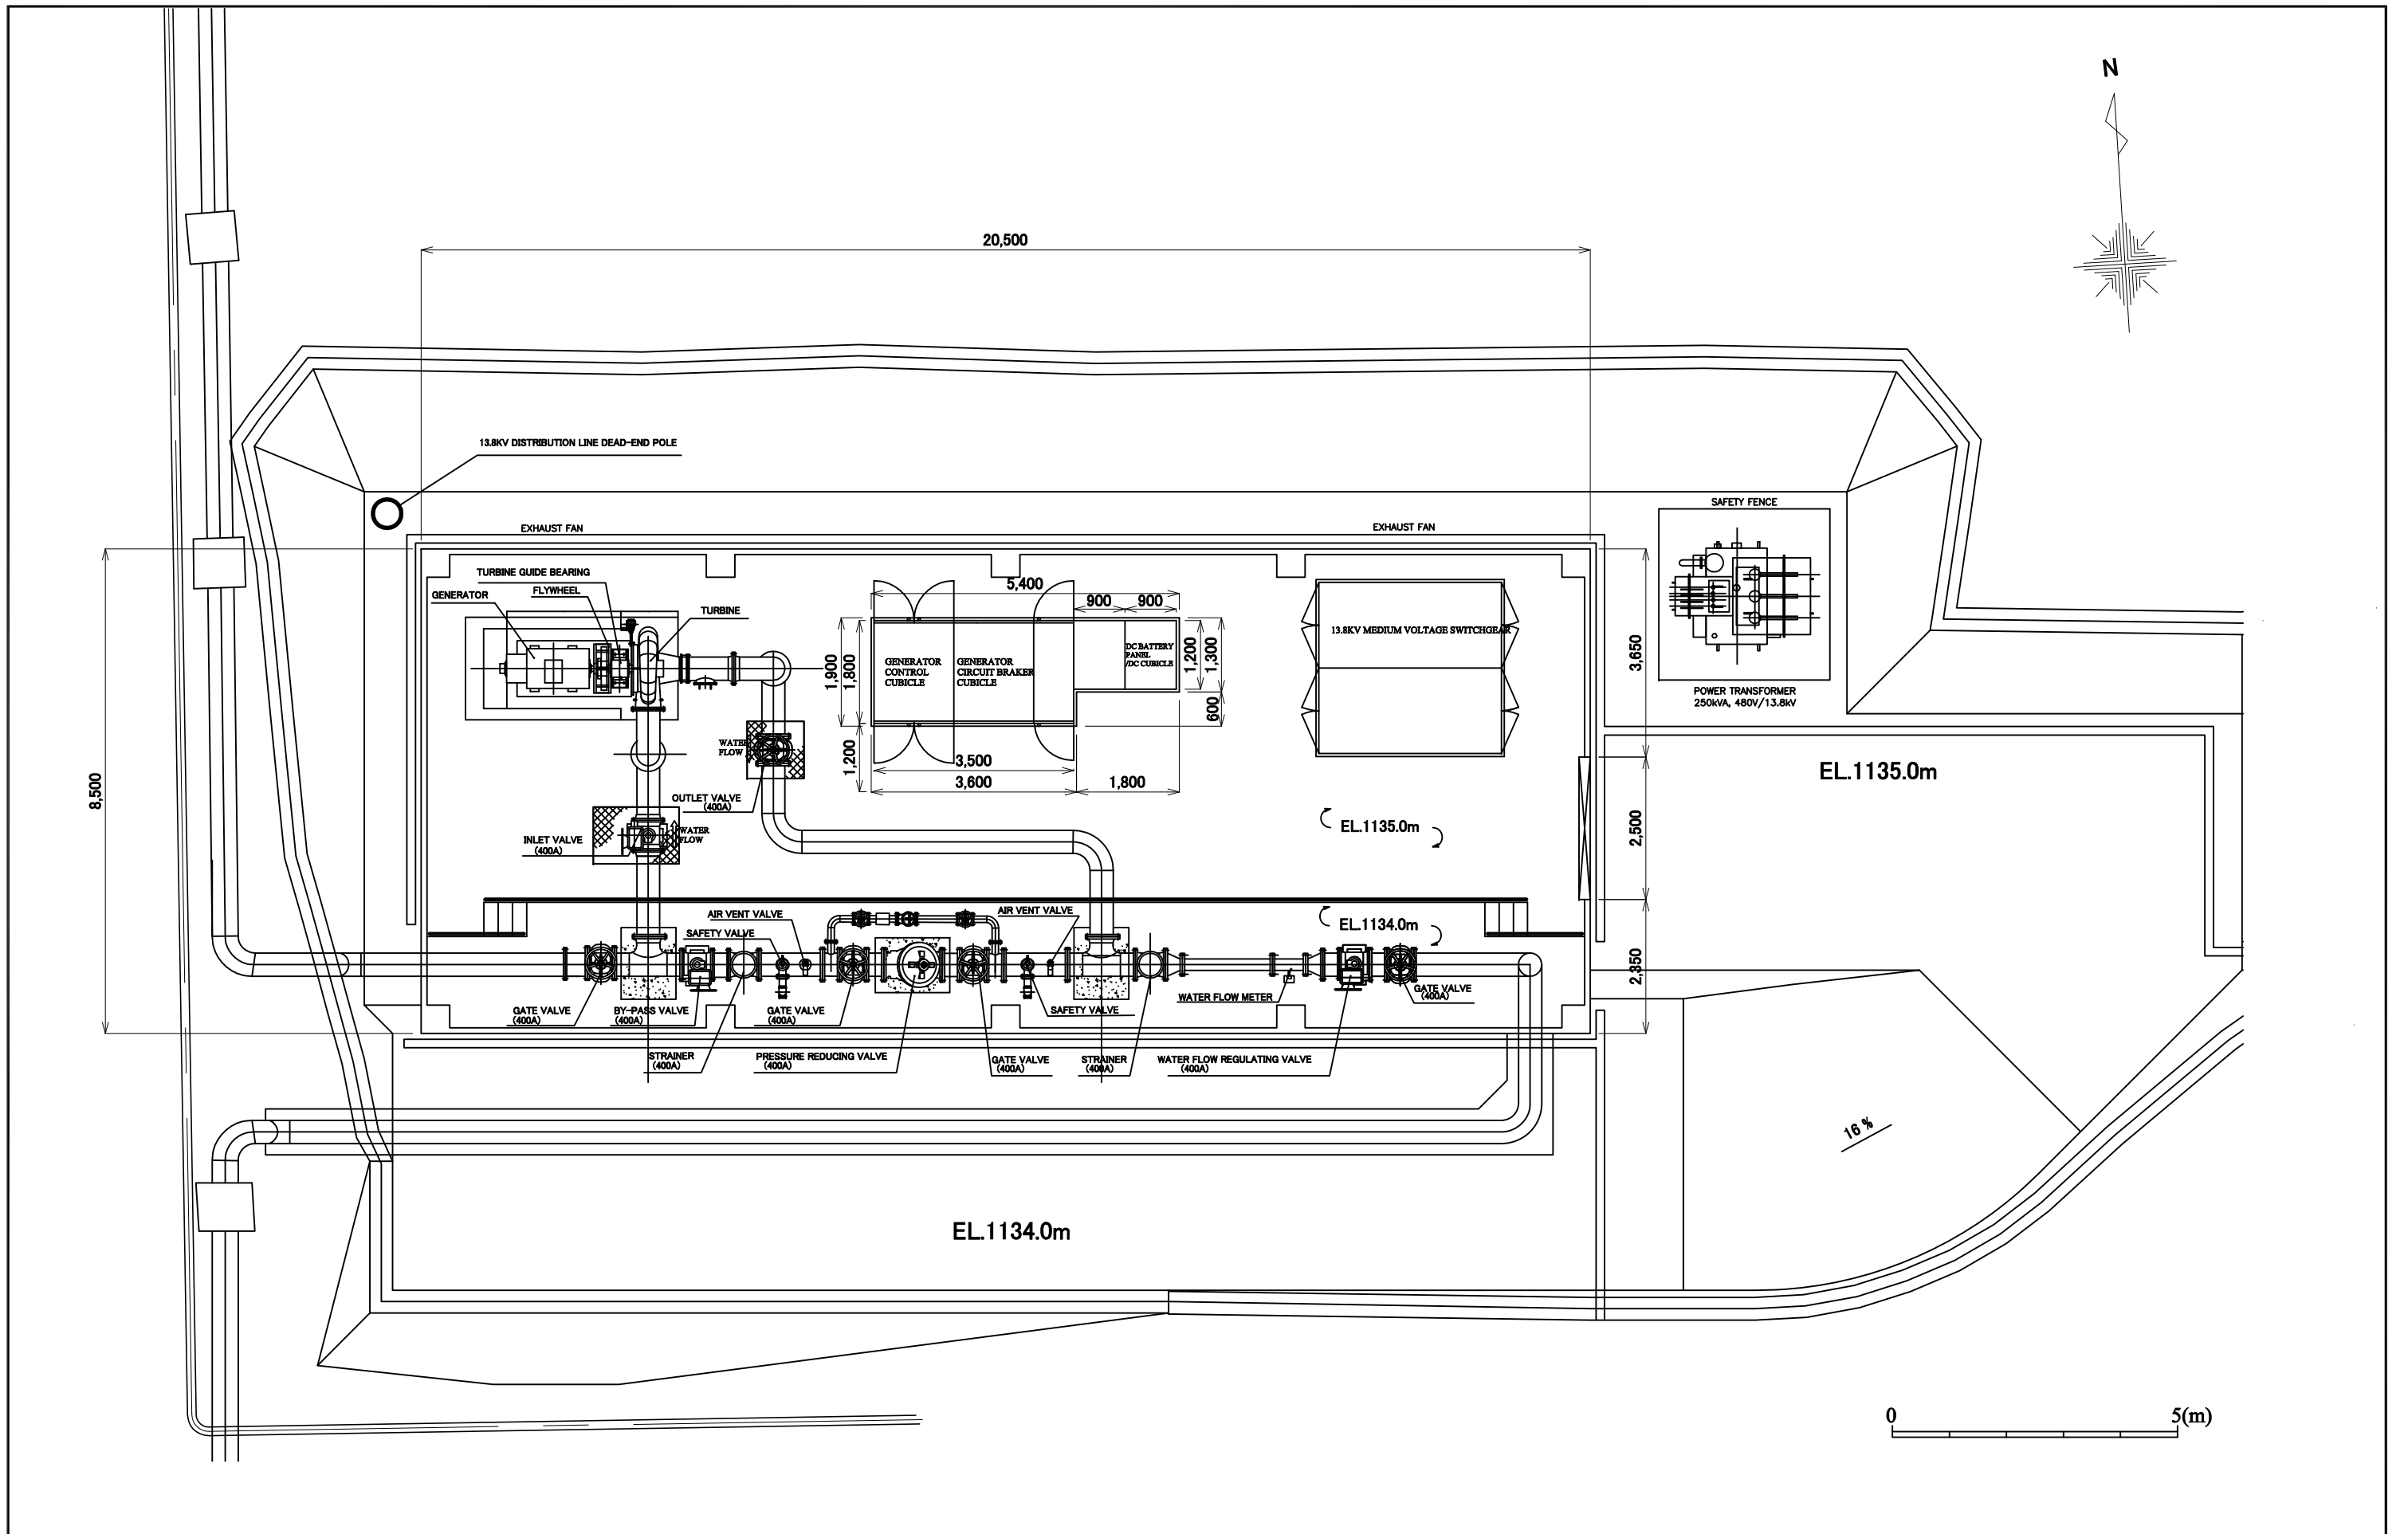 N
20,500
13.8KV DISTRIBUTION LINE DEAD-END POLE
SAFETY FENCE
EXHAUST FAN
EXHAUST FAN
TURBINE GUIDE BEARING
FLYWHEEL
GENERATOR
TURBINE
5,400
900
900
1,900
1,800
GENERATOR
CONTROL
CUBICLE
GENERATOR
CIRCUIT BRAKER
CUBICLE
DC BATTERY
PANEL
/DC CUBICLE
1,200
1,300
600
13.8KV MEDIUM VOLTAGE SWITCHGEAR
3,650
POWER TRANSFORMER
250kVA, 480V/13.8kV
WATER
FLOW
1,200
3,500
3,600
1,800
EL.1135.0m
8,500
OUTLET VALVE
(400A)
INLET VALVE
(400A)
WATER
FLOW
EL.1135.0m
2,500
AIR VENT VALVE
SAFETY VALVE
AIR VENT VALVE
EL.1134.0m
2,350
GATE VALVE
(400A)
BY-PASS VALVE
(400A)
GATE VALVE
(400A)
SAFETY VALVE
WATER FLOW METER
GATE VALVE
(400A)
STRAINER
(400A)
PRESSURE REDUCING VALVE
(400A)
GATE VALVE
(400A)
STRAINER
(400A)
WATER FLOW REGULATING VALVE
(400A)
16 %
EL.1134.0m
0
5(m)